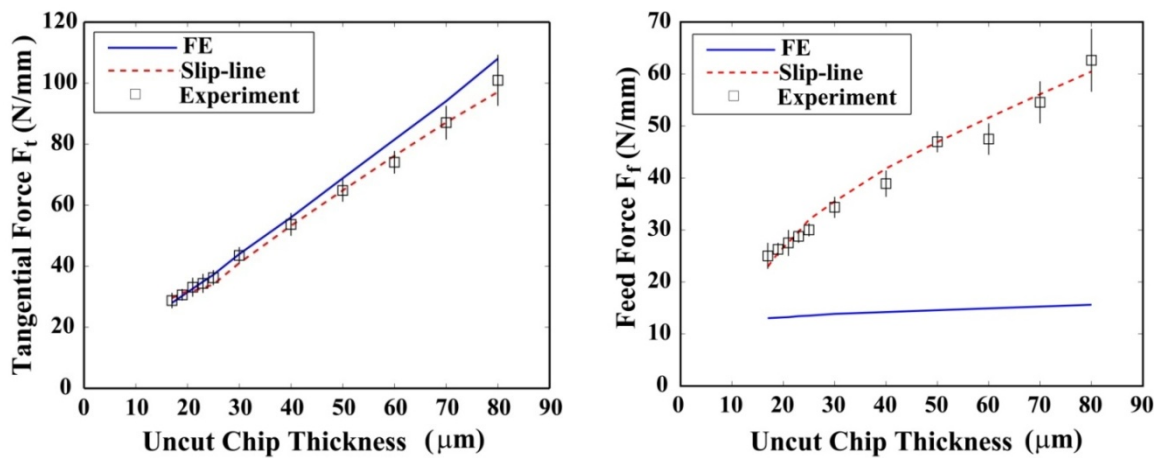 Tangential Force Fₜ (N/mm)
120
100
80
60
40
20
0
FE
Slip-line
Experiment
0 10 20 30 40 50 60 70 80 90
Uncut Chip Thickness (μm)
Feed Force F_f (N/mm)
70
60
50
40
30
20
10
0
FE
Slip-line
Experiment
0 10 20 30 40 50 60 70 80 90
Uncut Chip Thickness (μm)